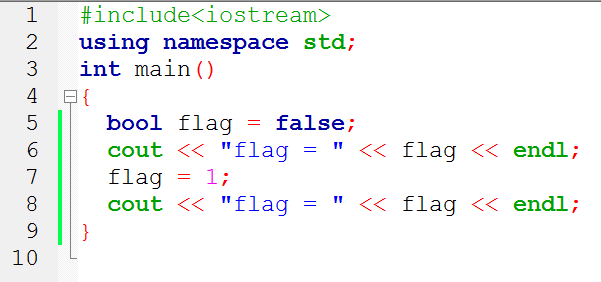 1 #include<iostream>
2 using namespace std;
3 int main()
4 {
5 bool flag = false;
6 cout << "flag = " << flag << endl;
7 flag = 1;
8 cout << "flag = " << flag << endl;
9 }
10